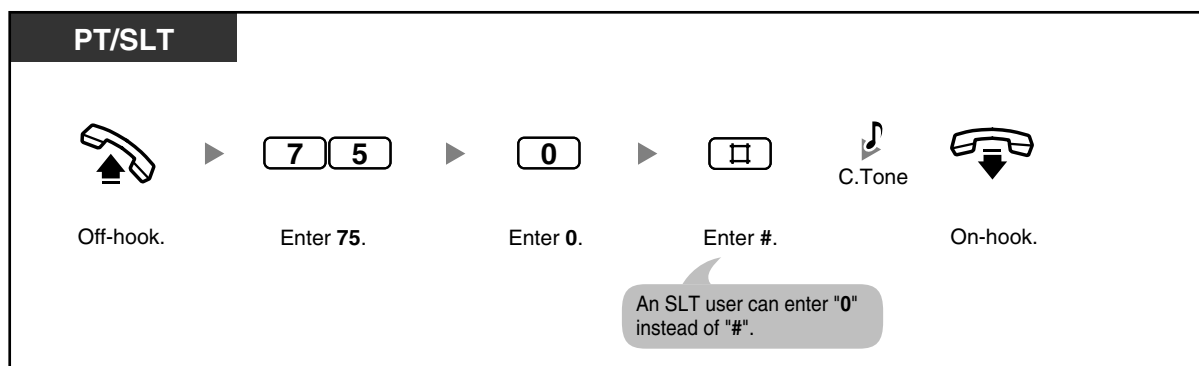 PT/SLT
7 5 0 #
C.Tone
Off-hook. Enter 75. Enter 0. Enter #. On-hook.
An SLT user can enter "0"
instead of "#".